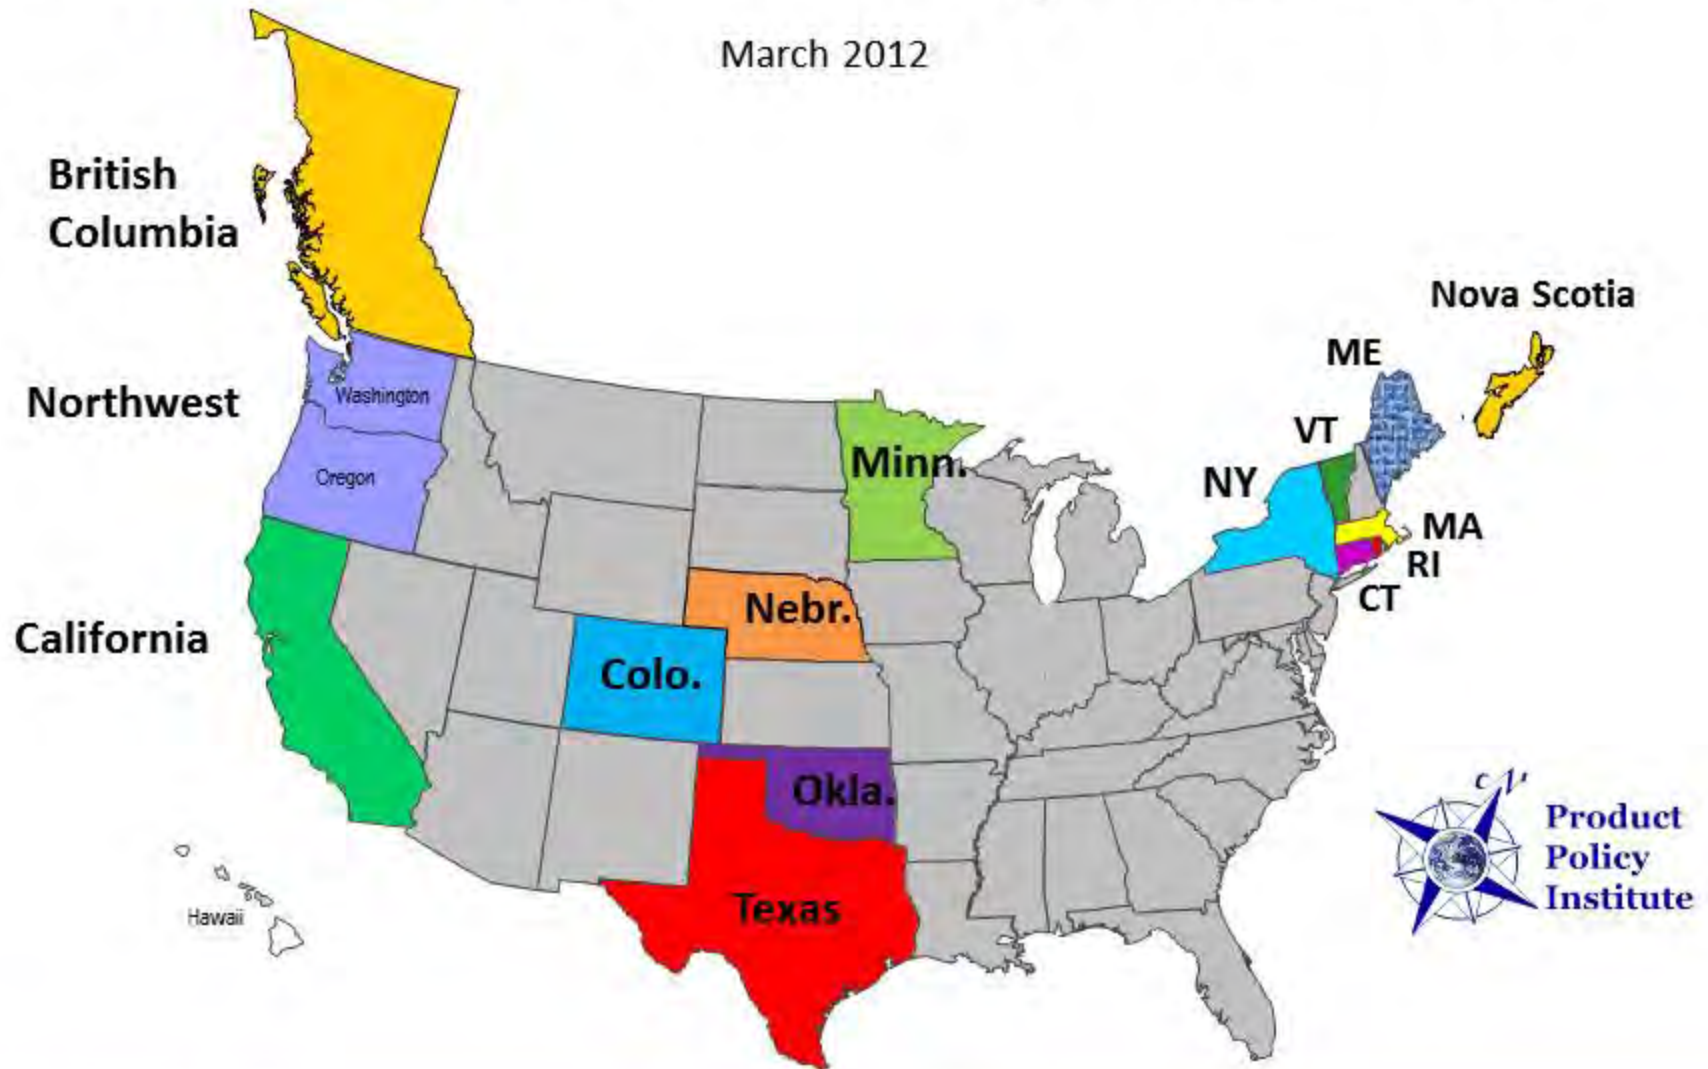 March 2012
British
Columbia
Nova Scotia
ME
Northwest
Washington
VT
Minn.
Oregon
NY
MA
RI
CT
Nebr.
California
Colo.
Okla.
Product
Policy
Institute
Texas
Hawaii